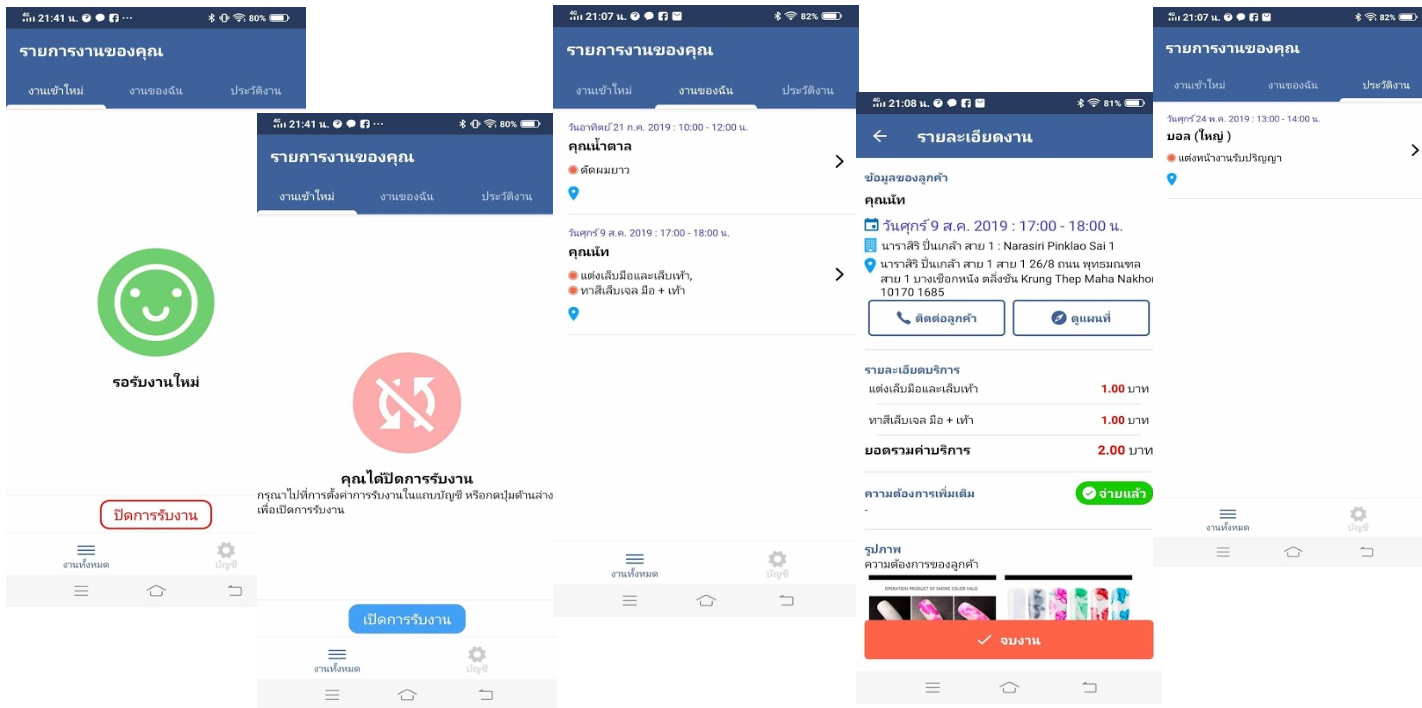 21:41 น. 80%
รายการงานของคุณ
งานเข้าใหม่ งานของฉัน ประวัติงาน
รอรับงานใหม่
ปิดการรับงาน
งานทั้งหมด บัญชี
21:41 น. 80%
รายการงานของคุณ
งานเข้าใหม่ งานของฉัน ประวัติงาน
คุณได้ปิดการรับงาน
กรุณาไปที่การตั้งค่าการรับงานในแถบบัญชี หรือกดปุ่มด้านล่าง
เพื่อเปิดการรับงาน
เปิดการรับงาน
งานทั้งหมด บัญชี
21:07 น. 82%
รายการงานของคุณ
งานเข้าใหม่ งานของฉัน ประวัติงาน
วันอาทิตย์ 21 ก.ค. 2019 : 10:00 - 12:00 น.
คุณน้ำตาล
ตัดผมยาว
วันศุกร์ 9 ส.ค. 2019 : 17:00 - 18:00 น.
คุณนัท
แต่งเล็บมือและเล็บเท้า,
ทาสีเล็บเจล มือ + เท้า
งานทั้งหมด บัญชี
21:08 น. 81%
รายละเอียดงาน
ข้อมูลของลูกค้า
คุณนัท
วันศุกร์ 9 ส.ค. 2019 : 17:00 - 18:00 น.
นาราสิริ ปิ่นเกล้า สาย 1 : Narasiri Pinklao Sai 1
นาราสิริ ปิ่นเกล้า สาย 1 สาย 1 26/8 ถนน พุทธมณฑล
สาย 1 บางเชือกหนัง ตลิ่งชัน Krung Thep Maha Nakhon
10170 1685
ติดต่อลูกค้า ดูแผนที่
รายละเอียดบริการ
แต่งเล็บมือและเล็บเท้า 1.00 บาท
ทาสีเล็บเจล มือ + เท้า 1.00 บาท
ยอดรวมค่าบริการ 2.00 บาท
ความต้องการเพิ่มเติม จ่ายแล้ว
-
รูปภาพ
ความต้องการของลูกค้า
OPERATION PRODUCT OF SMOKE COLOR NAILS
จบงาน
21:07 น. 82%
รายการงานของคุณ
งานเข้าใหม่ งานของฉัน ประวัติงาน
วันศุกร์ 24 พ.ค. 2019 : 13:00 - 14:00 น.
บอล (ใหญ่ )
แต่งหน้างานรับปริญญา
งานทั้งหมด บัญชี